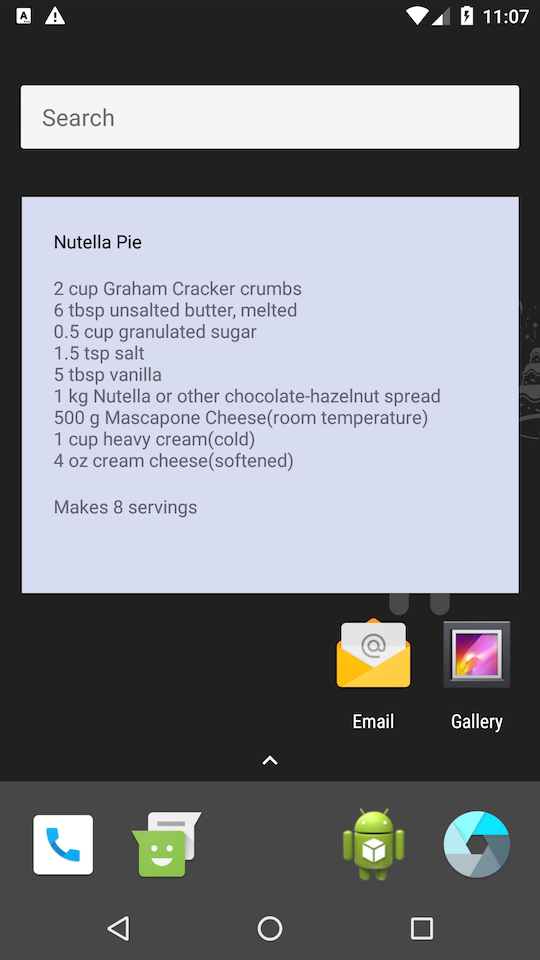 11:07
Search
Nutella Pie
2 cup Graham Cracker crumbs
6 tbsp unsalted butter, melted
0.5 cup granulated sugar
1.5 tsp salt
5 tbsp vanilla
1 kg Nutella or other chocolate-hazelnut spread
500 g Mascapone Cheese(room temperature)
1 cup heavy cream(cold)
4 oz cream cheese(softened)
Makes 8 servings
Email
Gallery